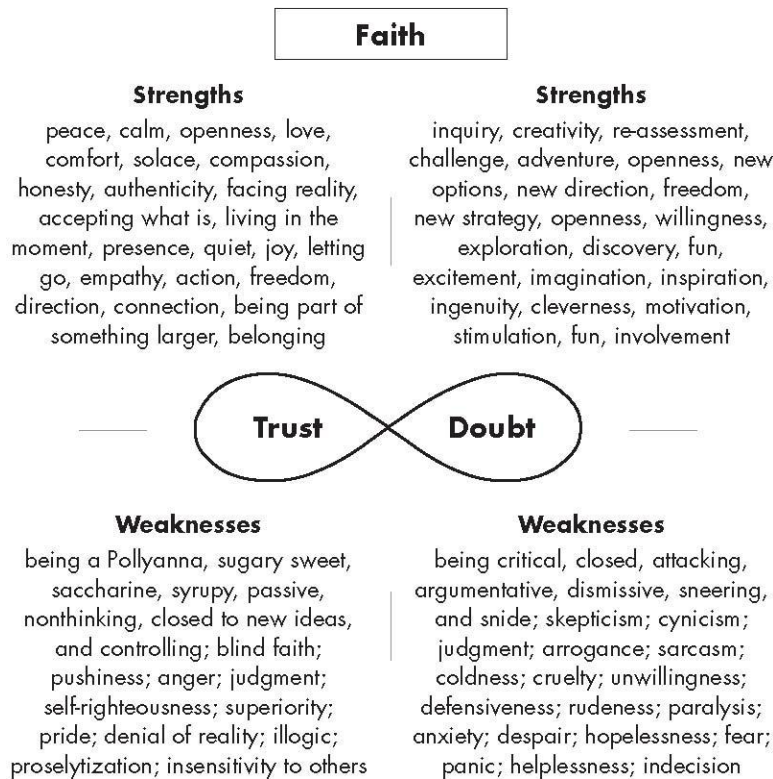 Faith
Strengths
peace, calm, openness, love,
comfort, solace, compassion,
honesty, authenticity, facing reality,
accepting what is, living in the
moment, presence, quiet, joy, letting
go, empathy, action, freedom,
direction, connection, being part of
something larger, belonging
Strengths
inquiry, creativity, re-assessment,
challenge, adventure, openness, new
options, new direction, freedom,
new strategy, openness, willingness,
exploration, discovery, fun,
excitement, imagination, inspiration,
ingenuity, cleverness, motivation,
stimulation, fun, involvement
Trust
Doubt
Weaknesses
being a Pollyanna, sugary sweet,
saccharine, syrupy, passive,
nonthinking, closed to new ideas,
and controlling; blind faith;
pushiness; anger; judgment;
self-righteousness; superiority;
pride; denial of reality; illogic;
proselytization; insensitivity to others
Weaknesses
being critical, closed, attacking,
argumentative, dismissive, sneering,
and snide; skepticism; cynicism;
judgment; arrogance; sarcasm;
coldness; cruelty; unwillingness;
defensiveness; rudeness; paralysis;
anxiety; despair; hopelessness; fear;
panic; helplessness; indecision